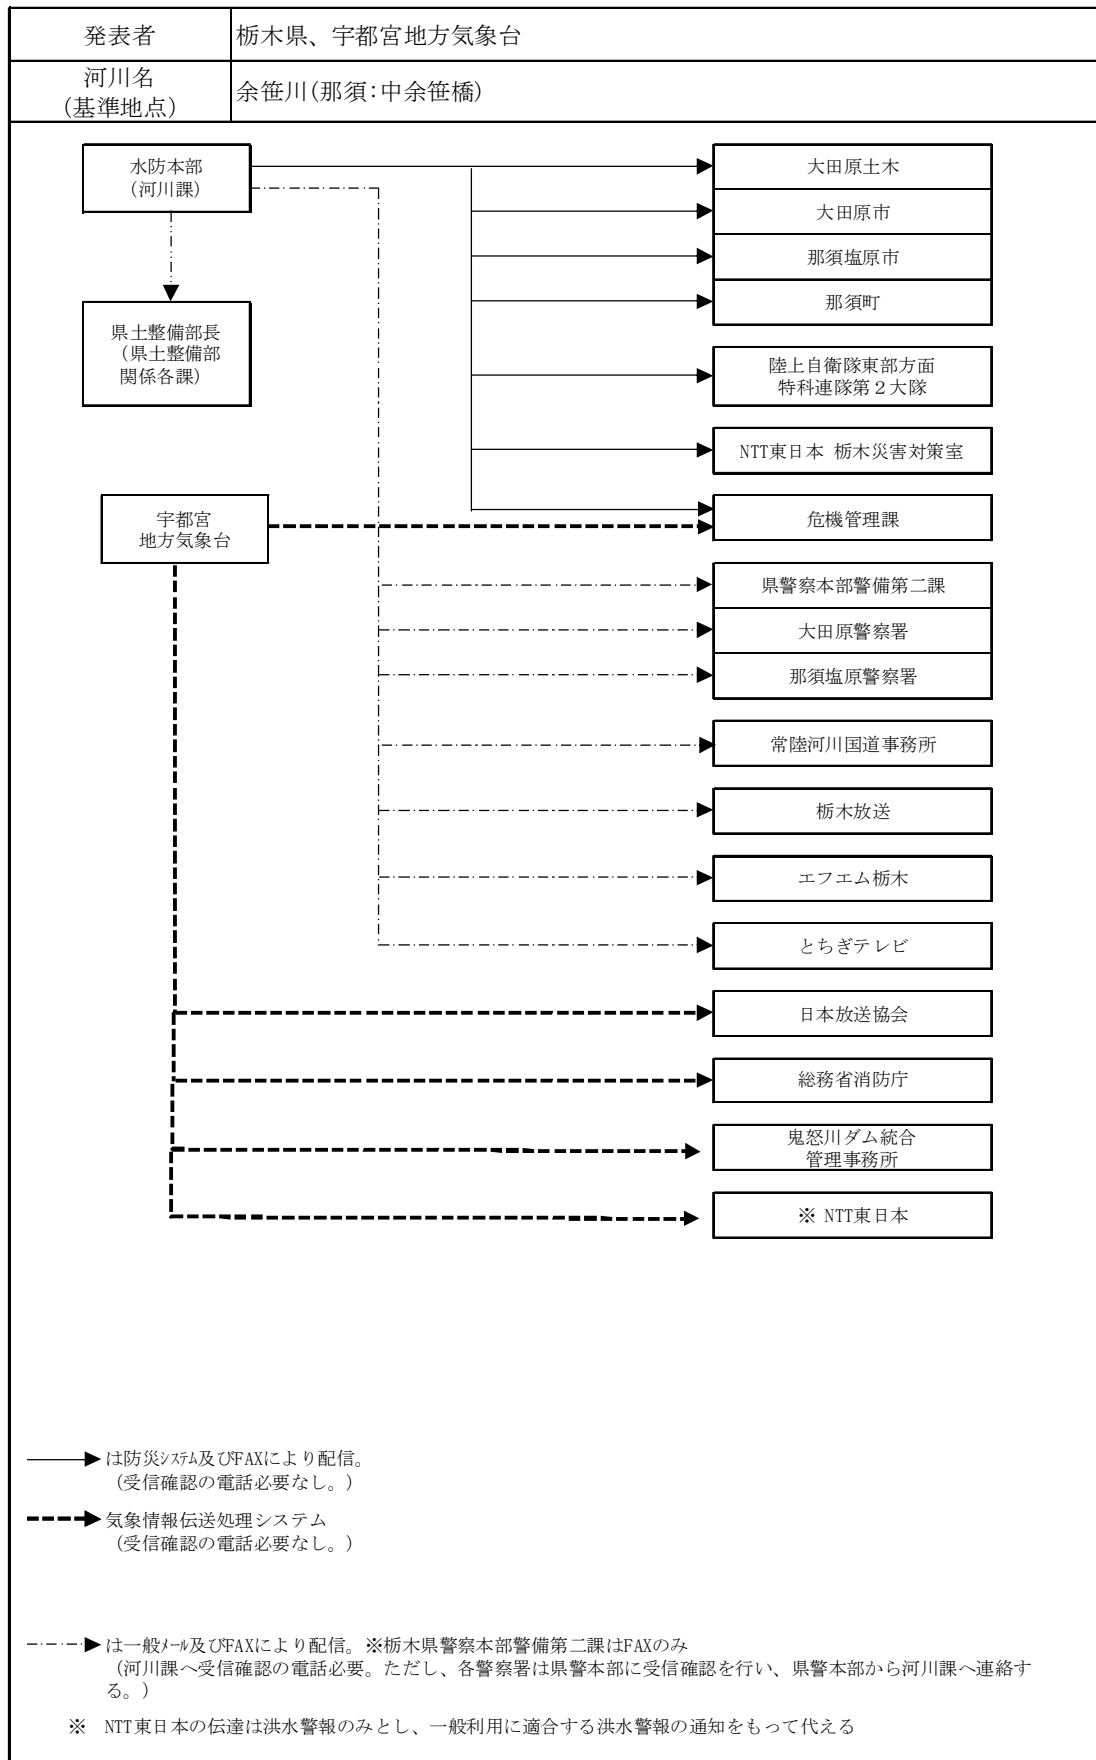 発表者
栃木県、宇都宮地方気象台
河川名
(基準地点)
余笹川(那須:中余笹橋)
水防本部
(河川課)
県土整備部長
(県土整備部
関係各課)
宇都宮
地方気象台
大田原土木
大田原市
那須塩原市
那須町
陸上自衛隊東部方面
特科連隊第2大隊
NTT東日本 栃木災害対策室
危機管理課
県警察本部警備第二課
大田原警察署
那須塩原警察署
常陸河川国道事務所
栃木放送
エフエム栃木
とちぎテレビ
日本放送協会
総務省消防庁
鬼怒川ダム統合
管理事務所
※ NTT東日本
は防災システム及びFAXにより配信。
(受信確認の電話必要なし。)
気象情報伝送処理システム
(受信確認の電話必要なし。)
は一般メール及びFAXにより配信。※栃木県警察本部警備第二課はFAXのみ
(河川課へ受信確認の電話必要。ただし、各警察署は県警本部に受信確認を行い、県警本部から河川課へ連絡す
る。)
※ NTT東日本の伝達は洪水警報のみとし、一般利用に適合する洪水警報の通知をもって代える